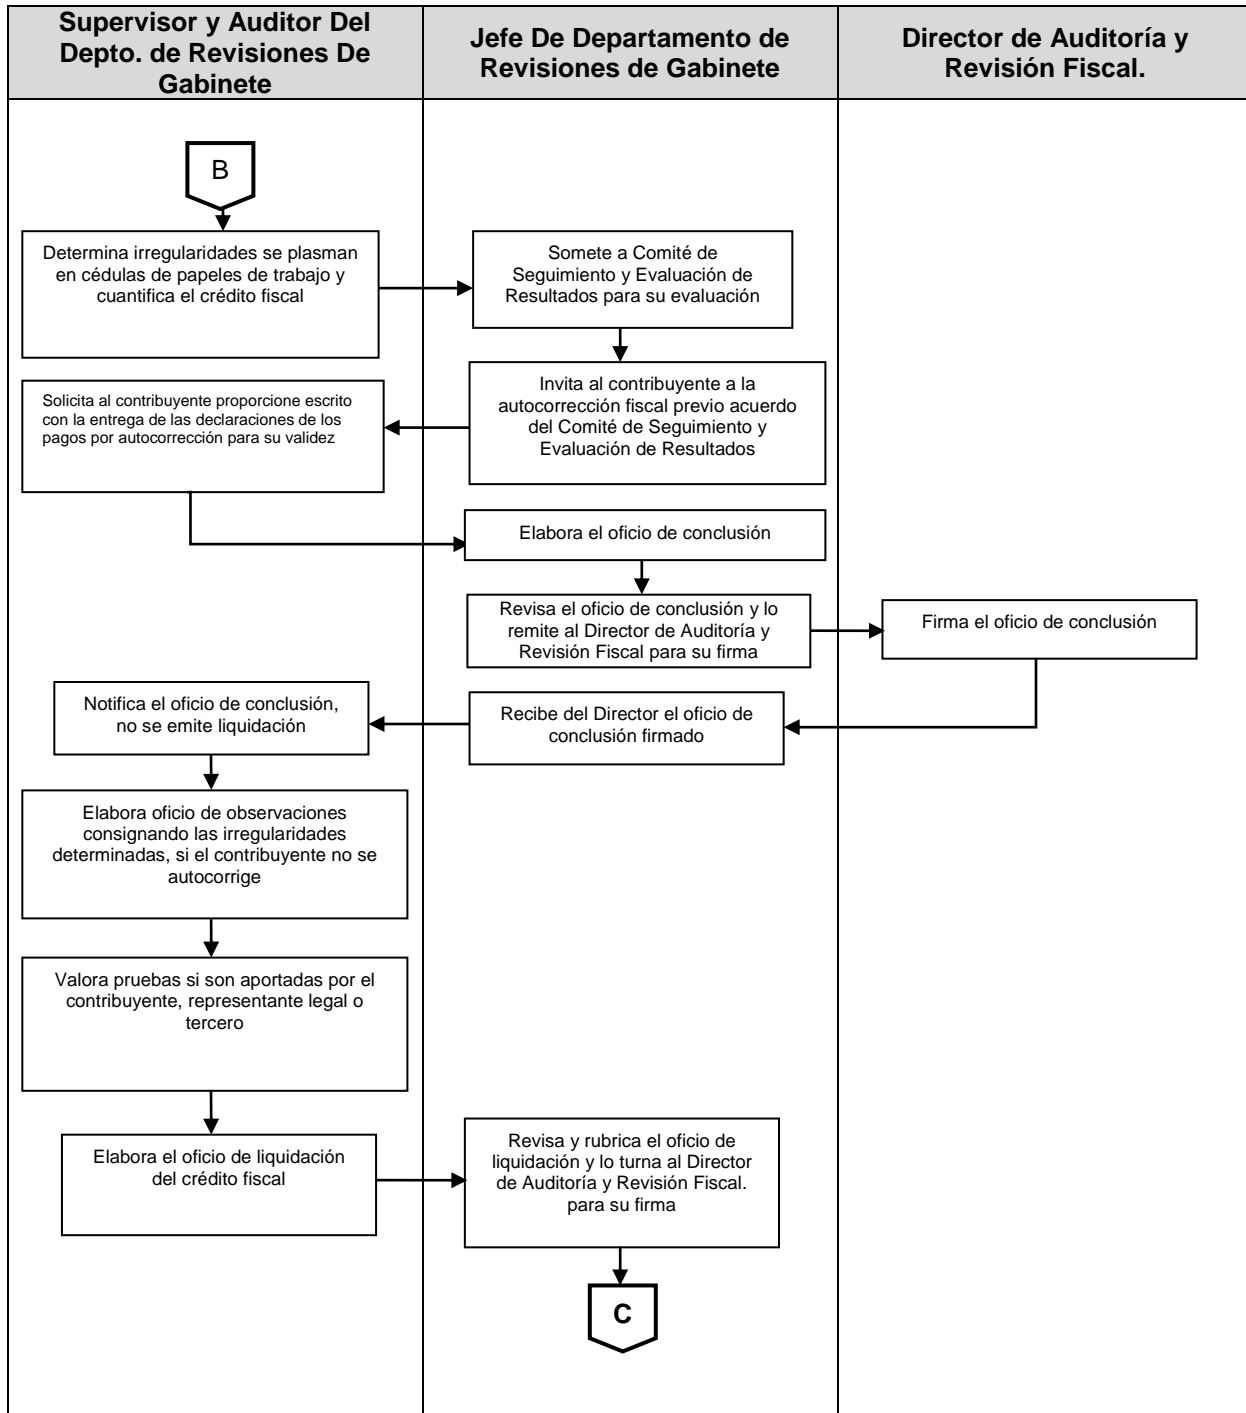 Supervisor y Auditor Del
Depto. de Revisiones De
Gabinete
Jefe De Departamento de
Revisiones de Gabinete
Director de Auditoría y
Revisión Fiscal.
B
Determina irregularidades se plasman
en cédulas de papeles de trabajo y
cuantifica el crédito fiscal
Somete a Comité de
Seguimiento y Evaluación de
Resultados para su evaluación
Invita al contribuyente a la
autocorrección fiscal previo acuerdo
del Comité de Seguimiento y
Evaluación de Resultados
Solicita al contribuyente proporcione escrito
con la entrega de las declaraciones de los
pagos por autocorrección para su validez
Elabora el oficio de conclusión
Revisa el oficio de conclusión y lo
remite al Director de Auditoría y
Revisión Fiscal para su firma
Firma el oficio de conclusión
Recibe del Director el oficio de
conclusión firmado
Notifica el oficio de conclusión,
no se emite liquidación
Elabora oficio de observaciones
consignando las irregularidades
determinadas, si el contribuyente no se
autocorrige
Valora pruebas si son aportadas por el
contribuyente, representante legal o
tercero
Elabora el oficio de liquidación
del crédito fiscal
Revisa y rubrica el oficio de
liquidación y lo turna al Director
de Auditoría y Revisión Fiscal.
para su firma
C